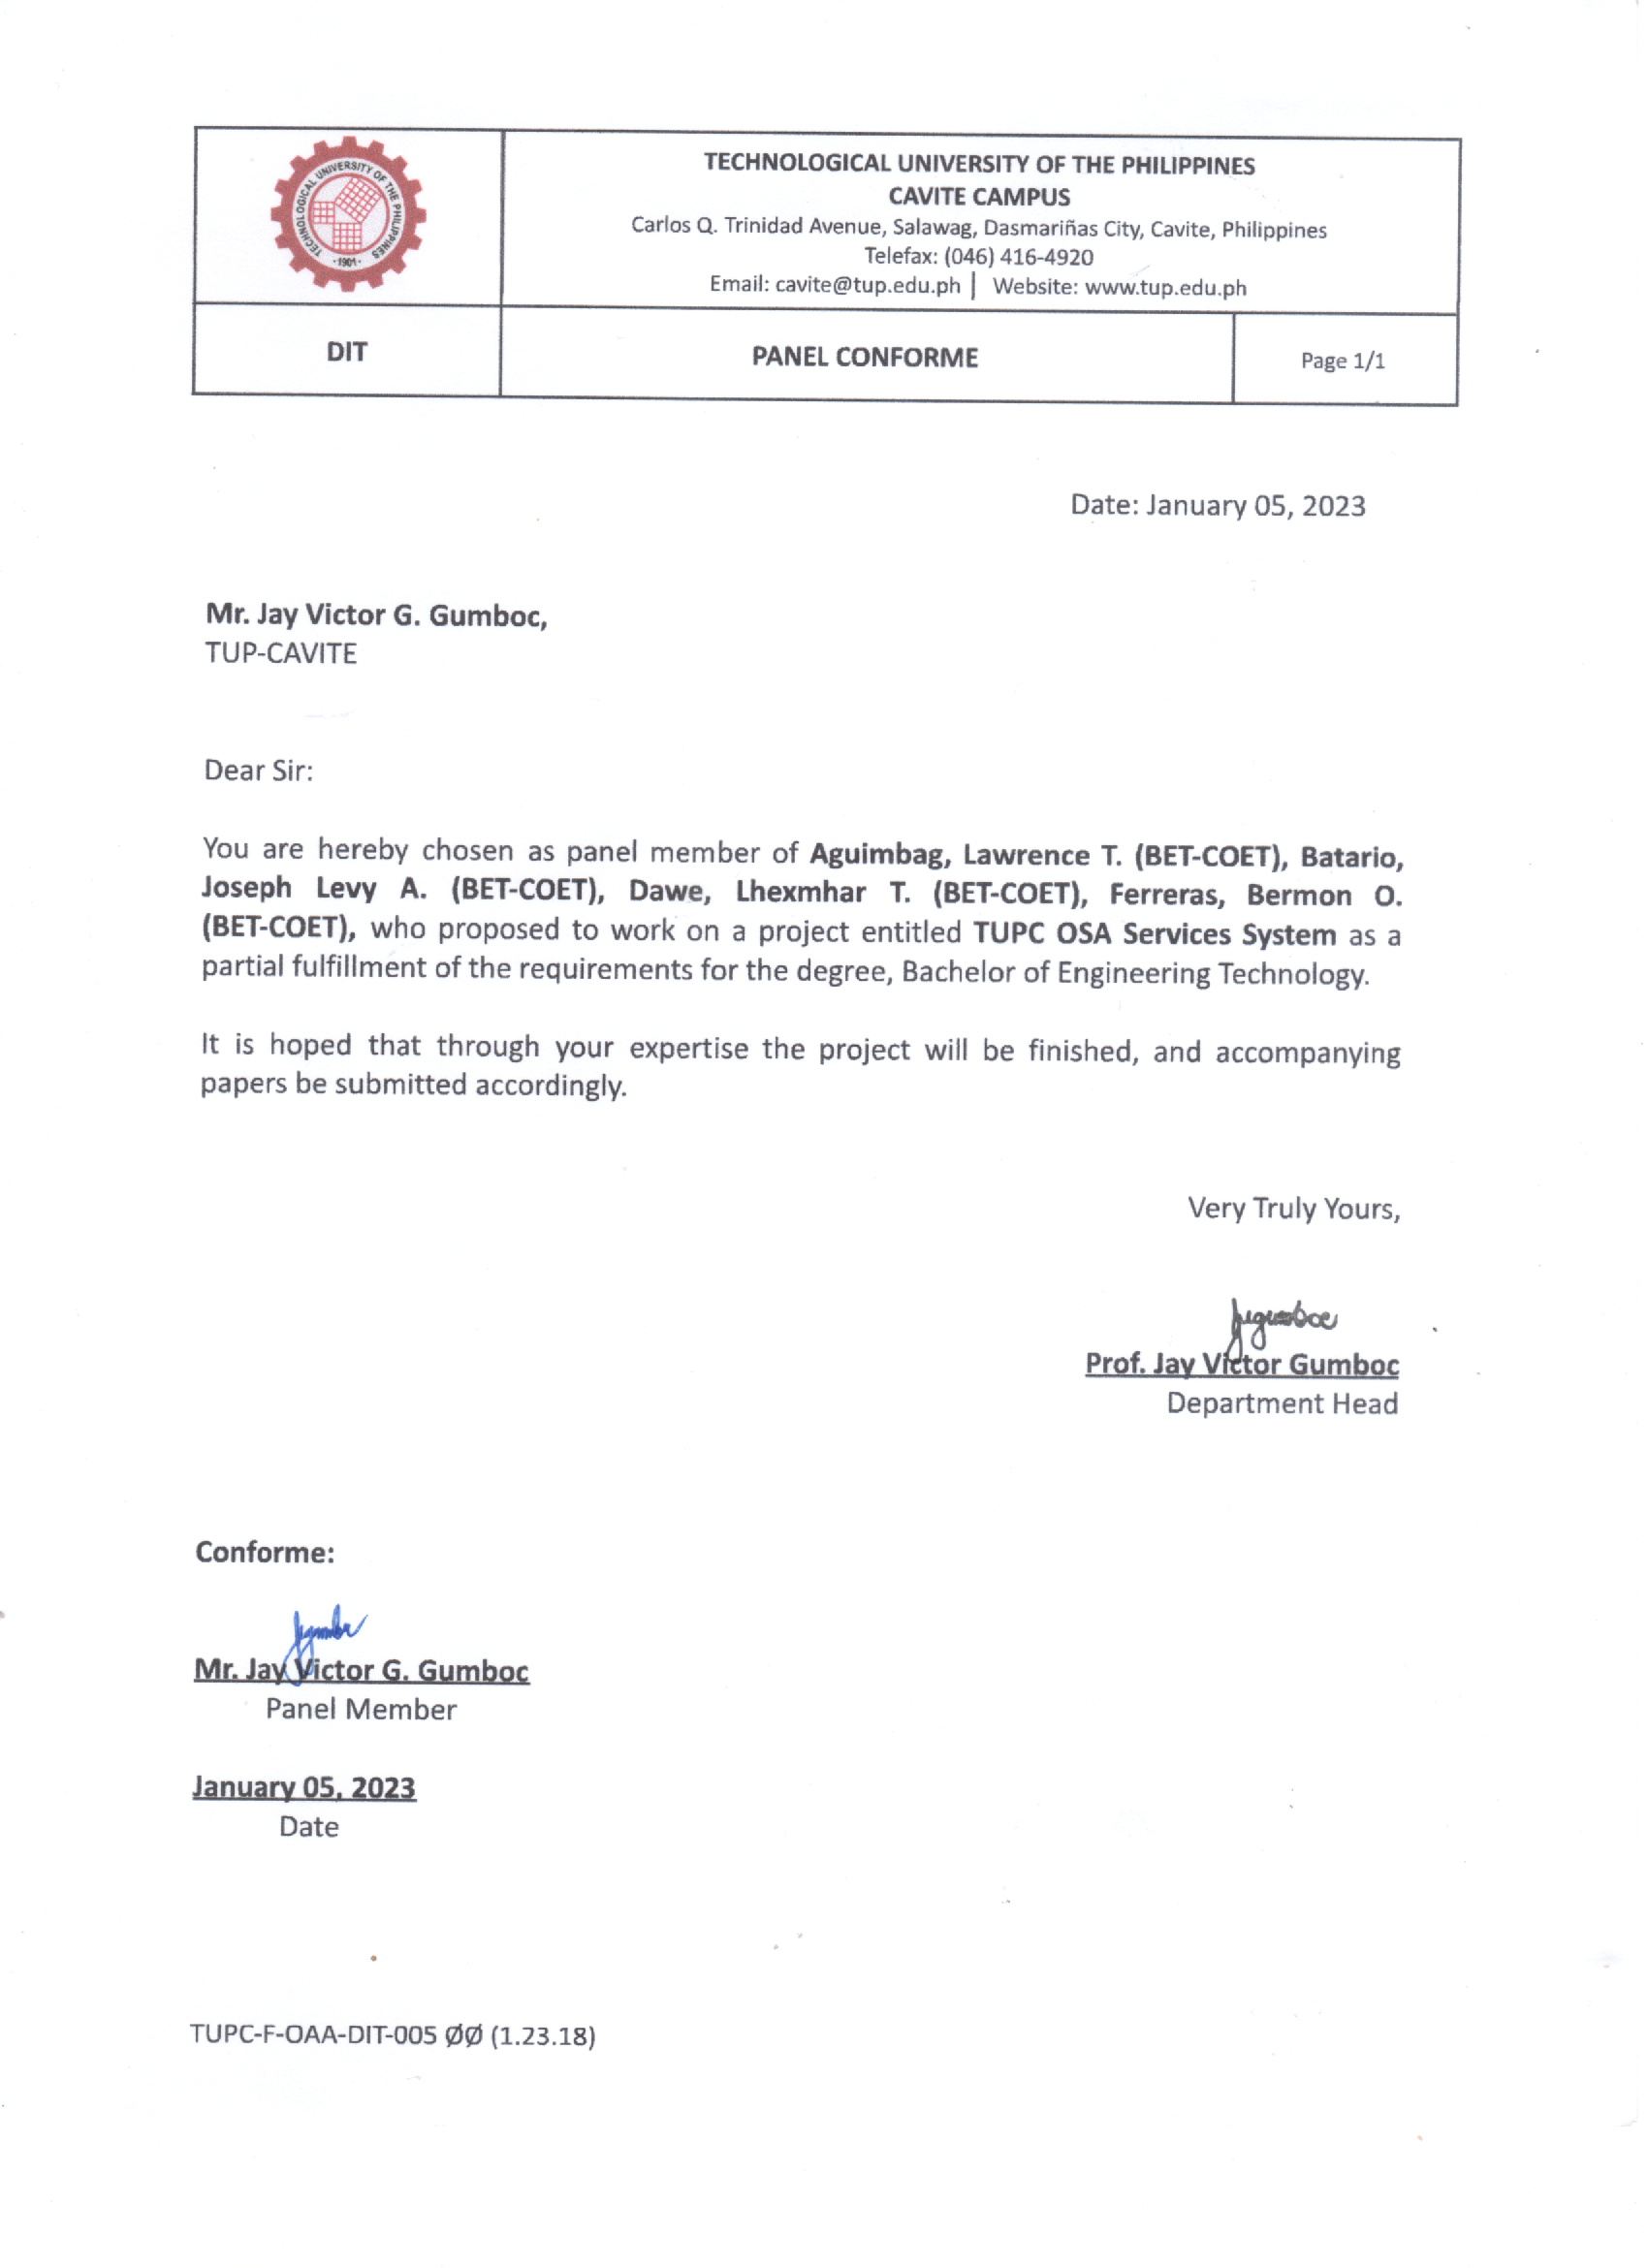 TECHNOLOGICAL UNIVERSITY OF THE PHILIPPINES
-1901-
TECHNOLOGICAL UNIVERSITY OF THE PHILIPPINES
CAVITE CAMPUS
Carlos Q. Trinidad Avenue, Salawag, Dasmariñas City, Cavite, Philippines
Telefax: (046) 416-4920
Email: cavite@tup.edu.ph | Website: www.tup.edu.ph
DIT
PANEL CONFORME
Page 1/1
Date: January 05, 2023
Mr. Jay Victor G. Gumboc,
TUP-CAVITE
Dear Sir:
You are hereby chosen as panel member of Aguimbag, Lawrence T. (BET-COET), Batario,
Joseph Levy A. (BET-COET), Dawe, Lhexmhar T. (BET-COET), Ferreras, Bermon O.
(BET-COET), who proposed to work on a project entitled TUPC OSA Services System as a
partial fulfillment of the requirements for the degree, Bachelor of Engineering Technology.
It is hoped that through your expertise the project will be finished, and accompanying
papers be submitted accordingly.
Very Truly Yours,
Prof. Jay Victor Gumboc
Department Head
Conforme:
Mr. Jay Victor G. Gumboc
Panel Member
January 05, 2023
Date
TUPC-F-OAA-DIT-005 ØØ (1.23.18)